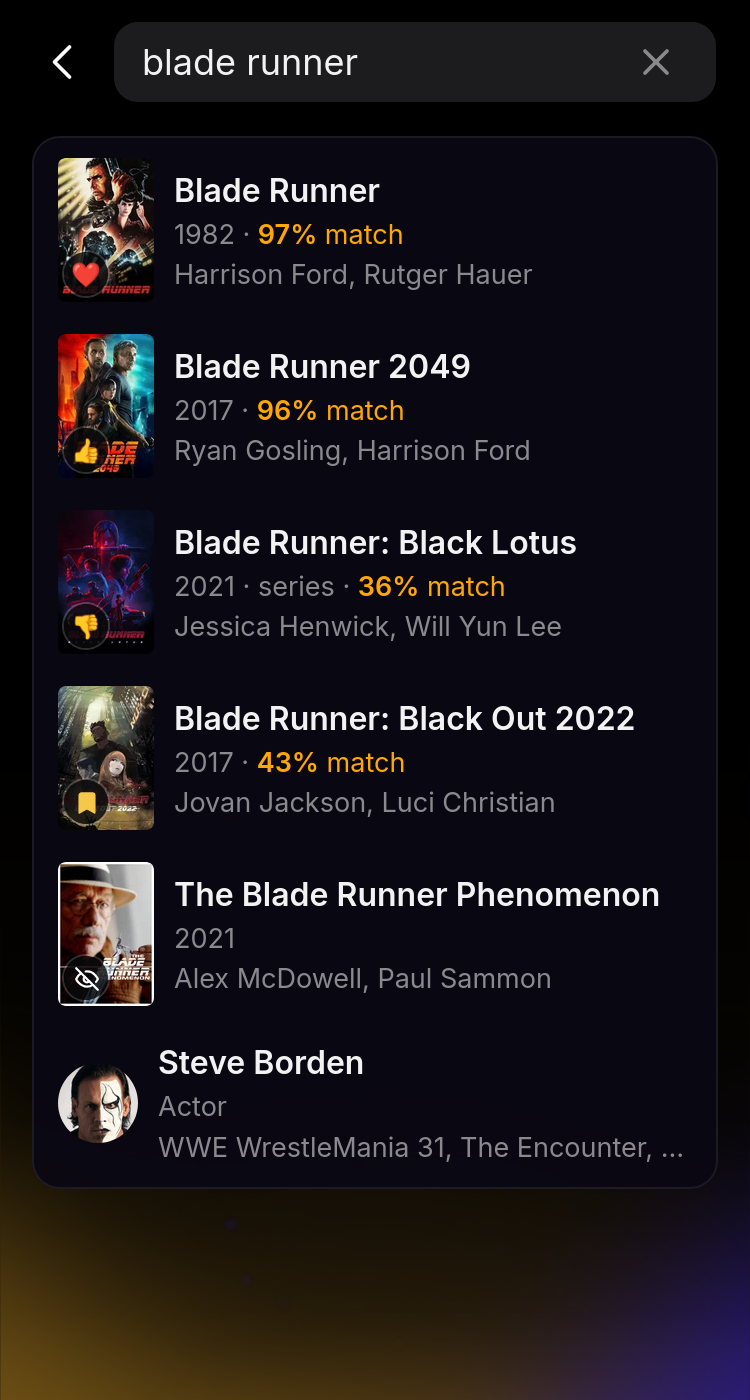 blade runner
Blade Runner
1982 · 97% match
Harrison Ford, Rutger Hauer
Blade Runner 2049
2017 · 96% match
Ryan Gosling, Harrison Ford
Blade Runner: Black Lotus
2021 · series · 36% match
Jessica Henwick, Will Yun Lee
Blade Runner: Black Out 2022
2017 · 43% match
Jovan Jackson, Luci Christian
The Blade Runner Phenomenon
2021
Alex McDowell, Paul Sammon
Steve Borden
Actor
WWE WrestleMania 31, The Encounter, ...